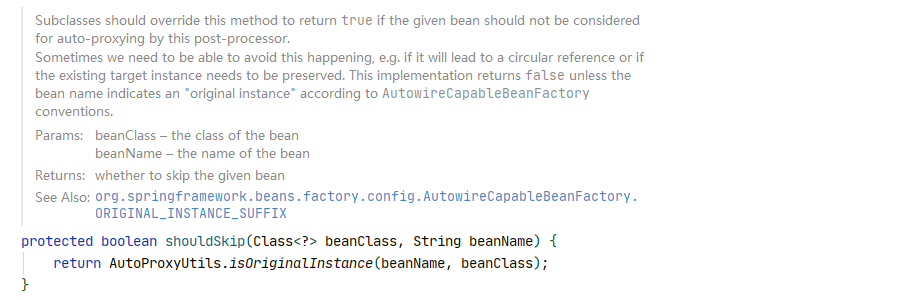 Subclasses should override this method to return true if the given bean should not be considered
for auto-proxying by this post-processor.
Sometimes we need to be able to avoid this happening, e.g. if it will lead to a circular reference or if
the existing target instance needs to be preserved. This implementation returns false unless the
bean name indicates an "original instance" according to AutowireCapableBeanFactory
conventions.
Params: beanClass – the class of the bean
beanName – the name of the bean
Returns: whether to skip the given bean
See Also: org.springframework.beans.factory.config.AutowireCapableBeanFactory.
ORIGINAL_INSTANCE_SUFFIX
protected boolean shouldSkip(Class<?> beanClass, String beanName) {
    return AutoProxyUtils.isOriginalInstance(beanName, beanClass);
}